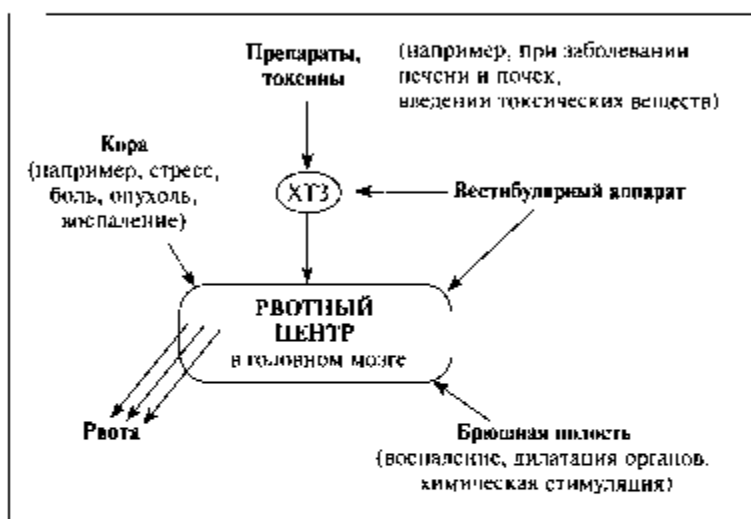 Препараты,
токсины
(например, при заболевании
печени и почек,
введении токсических веществ)
Кора
(например, стресс,
боль, опухоль,
воспаление)
ХТЗ
Вестибулярный аппарат
РВОТНЫЙ
ЦЕНТР
в головном мозге
Рвота
Брюшная полость
(воспаление, дилатация органов,
химическая стимуляция)